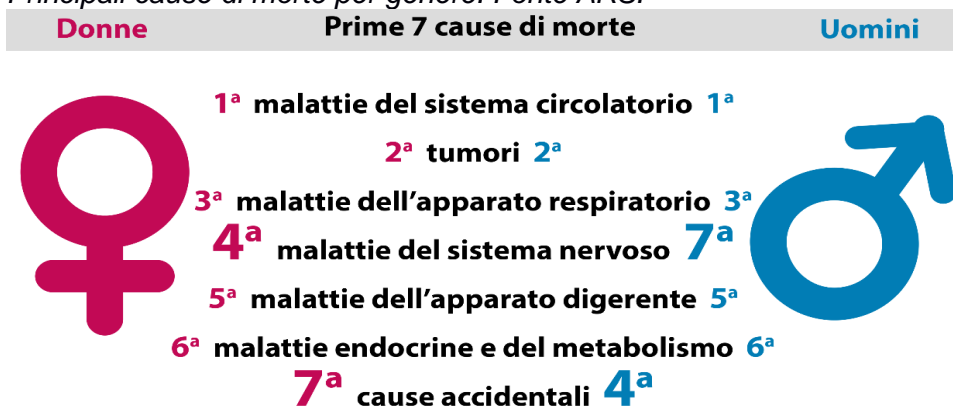 Principali cause di morte per genere. Fonte ARS.
Donne Prime 7 cause di morte Uomini
1ª malattie del sistema circolatorio 1ª
2ª tumori 2ª
3ª malattie dell'apparato respiratorio 3ª
4ª malattie del sistema nervoso 7ª
5ª malattie dell'apparato digerente 5ª
6ª malattie endocrine e del metabolismo 6ª
7ª cause accidentali 4ª